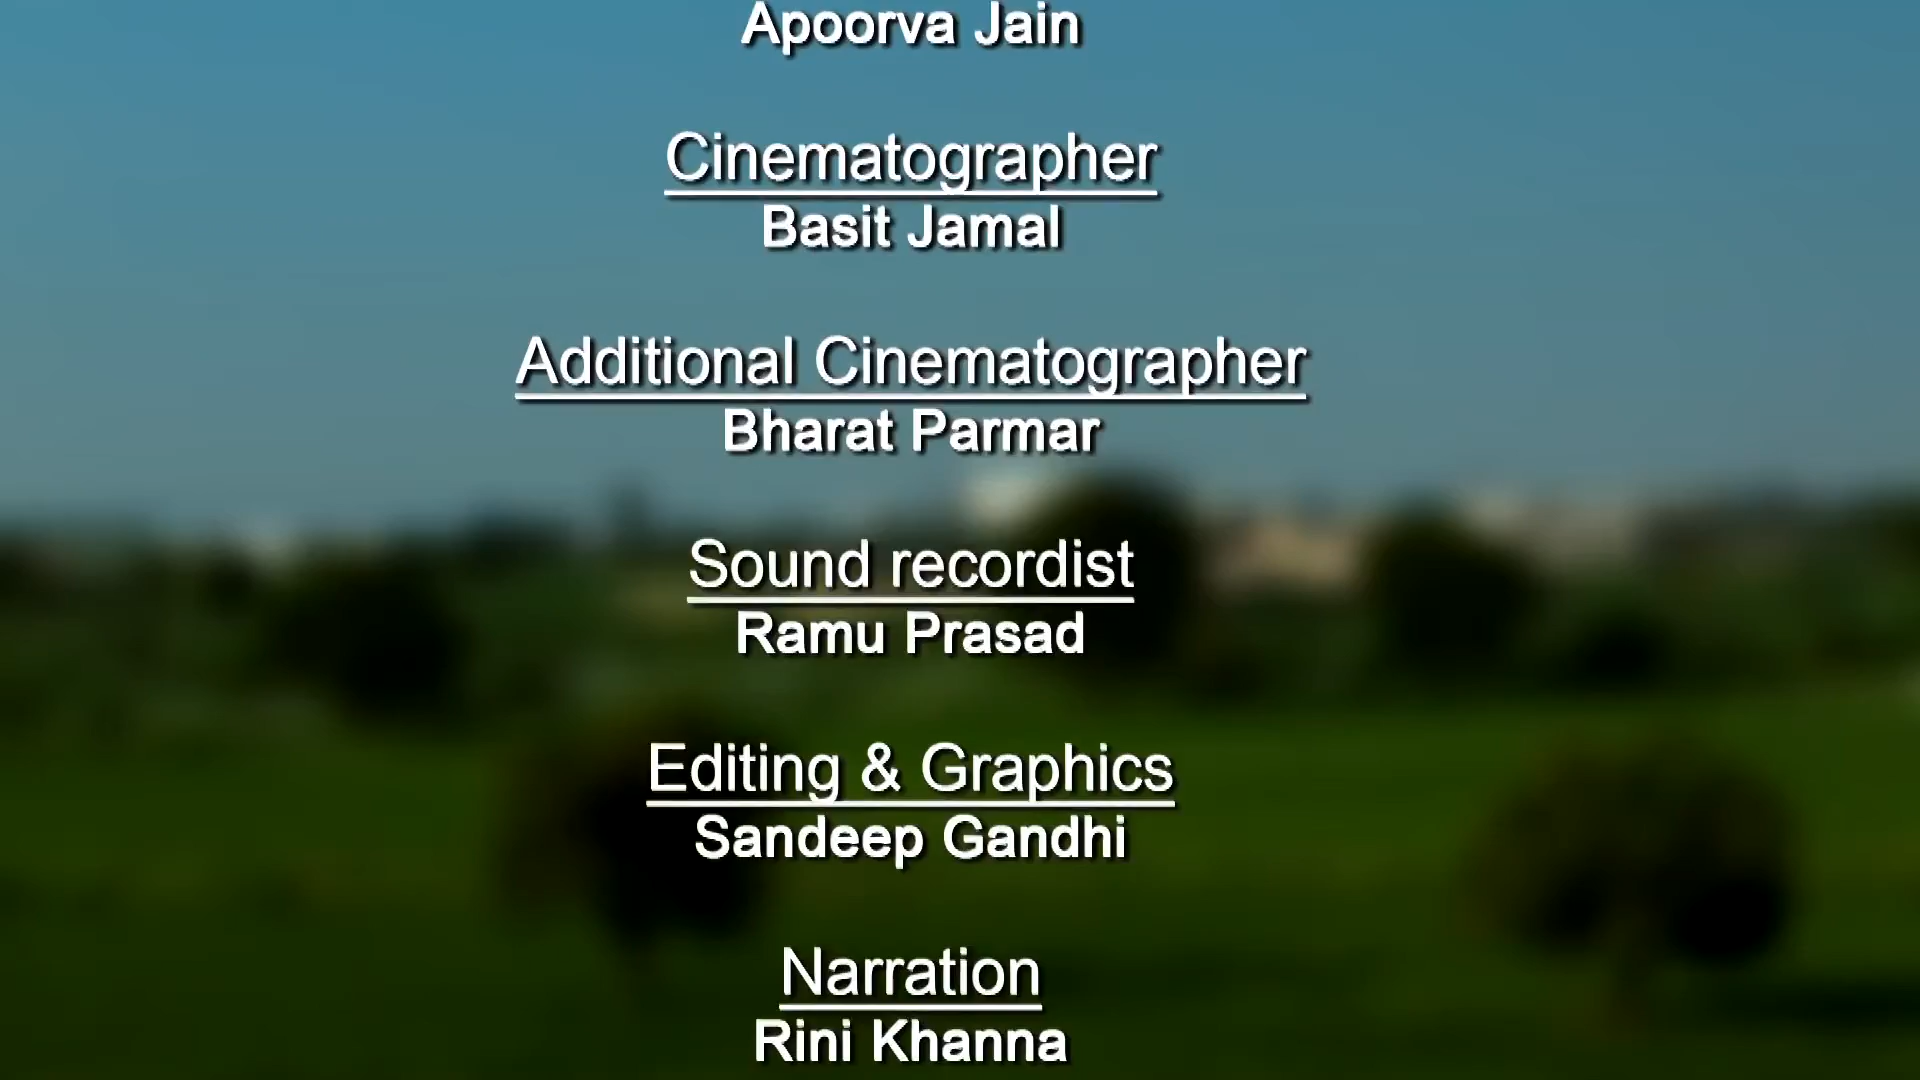 Apoorva Jain
Cinematographer
Basit Jamal
Additional Cinematographer
Bharat Parmar
Sound recordist
Ramu Prasad
Editing & Graphics
Sandeep Gandhi
Narration
Rini Khanna